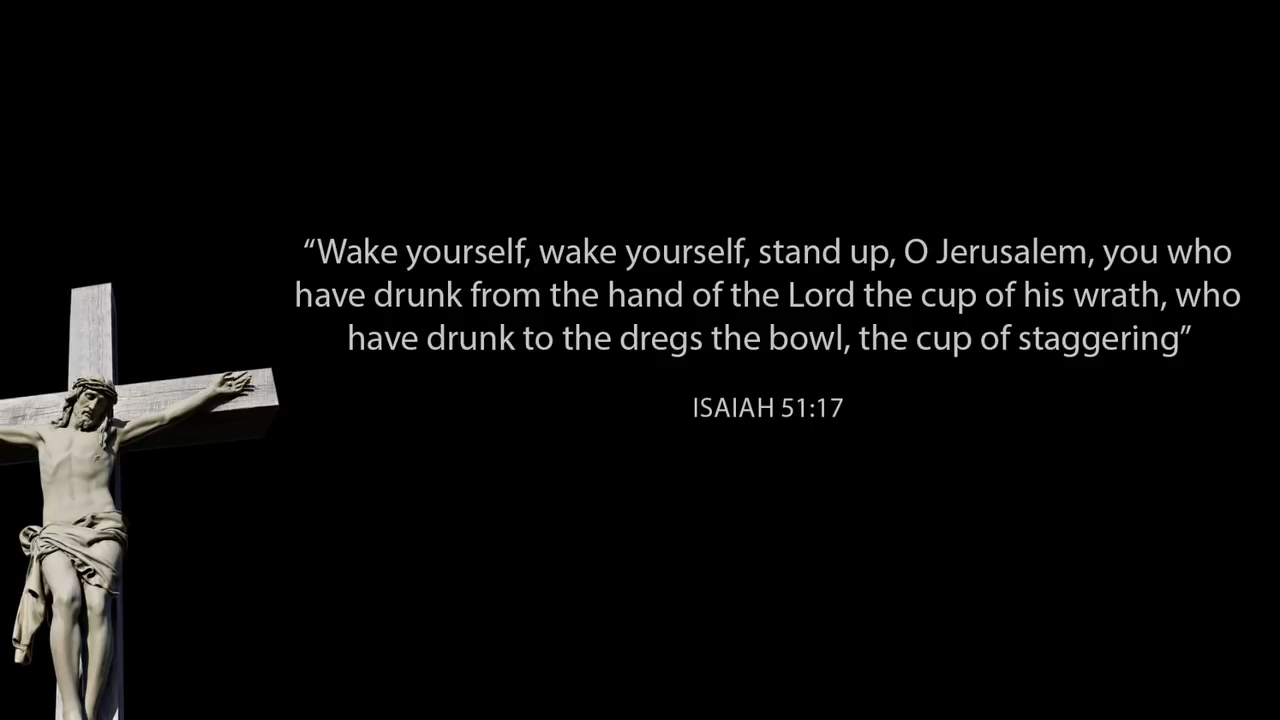 “Wake yourself, wake yourself, stand up, O Jerusalem, you who
have drunk from the hand of the Lord the cup of his wrath, who
have drunk to the dregs the bowl, the cup of staggering”
ISAIAH 51:17